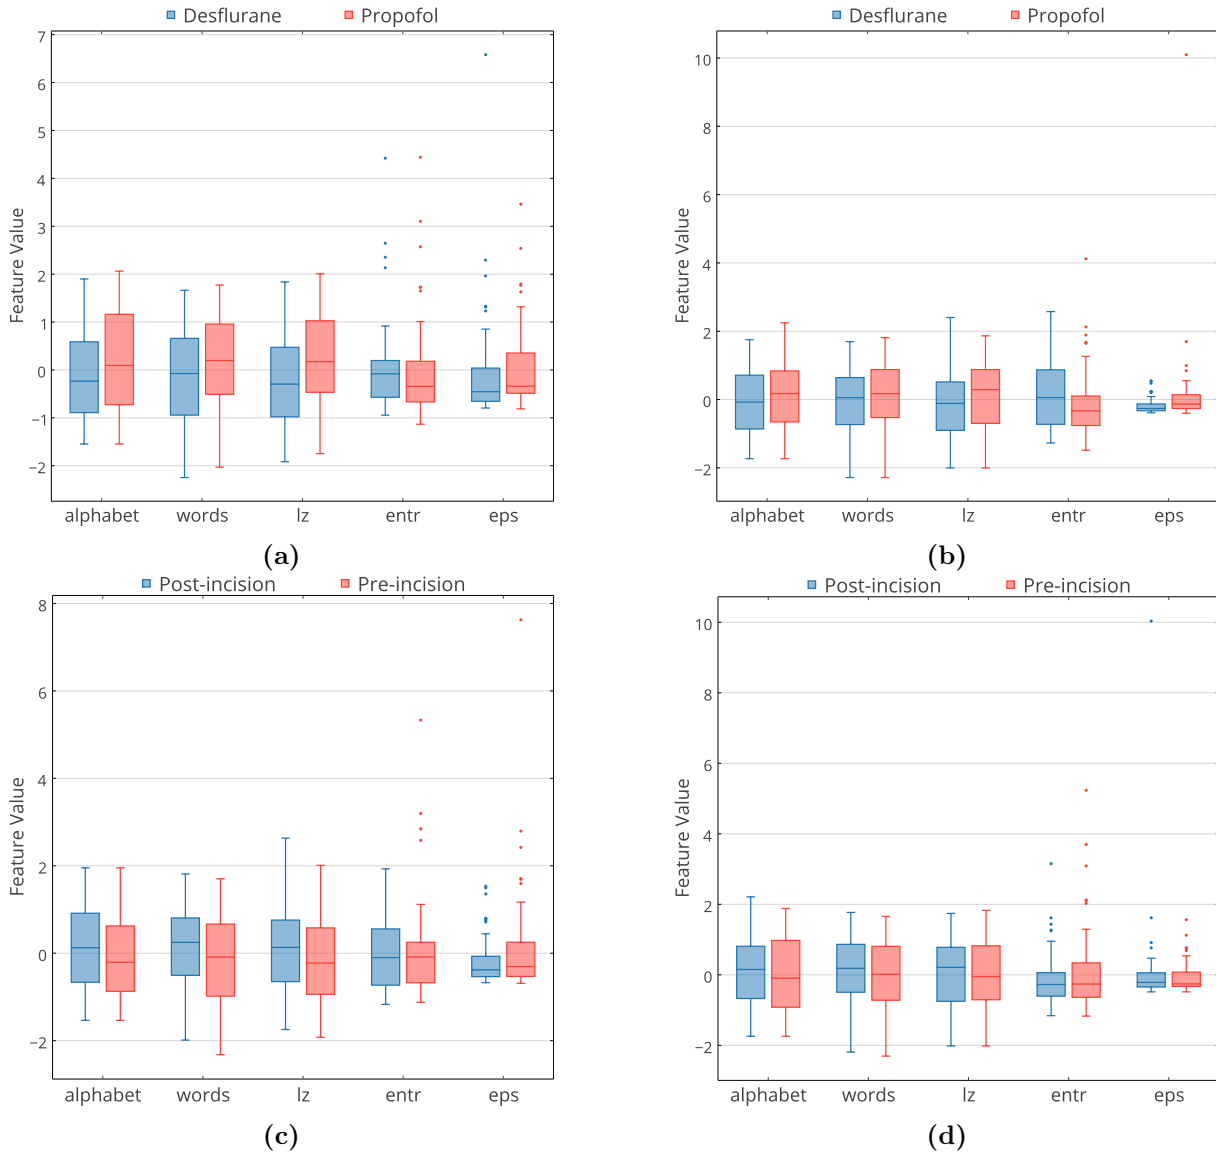 Desflurane Propofol
7
6
5
4
3
2
1
0
−1
−2
Feature Value
alphabet words lz entr eps
(a)
Desflurane Propofol
10
8
6
4
2
0
−2
Feature Value
alphabet words lz entr eps
(b)
Post-incision Pre-incision
8
6
4
2
0
−2
Feature Value
alphabet words lz entr eps
(c)
Post-incision Pre-incision
10
8
6
4
2
0
−2
Feature Value
alphabet words lz entr eps
(d)